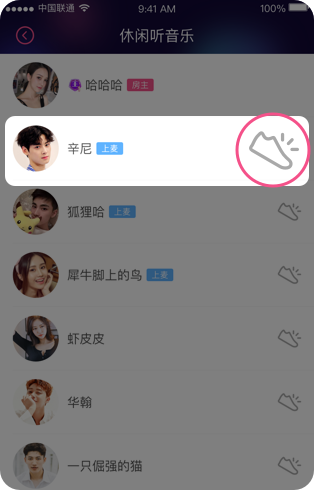 中国联通 9:41 AM 100%
休闲听音乐
哈哈哈 房主
辛尼 上麦
狐狸哈 上麦
犀牛脚上的鸟 上麦
虾皮皮
华翰
一只倔强的猫